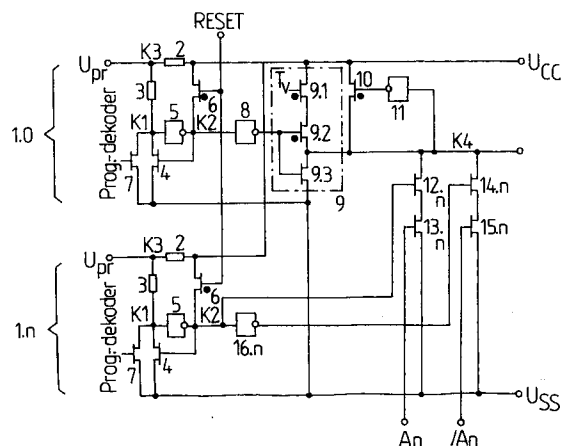 RESET
U_pr K3 2 U_CC
T_V 9.1 10
3 6 11
1.0 K1 5 K2 8 9.2 K4
Prog.-dekoder 7 4 9.3 9 12.n 14.n
13.n 15.n
U_pr K3 2
3 6
1.n K1 5 K2
Prog.-dekoder 7 4 16.n
U_SS
An /An